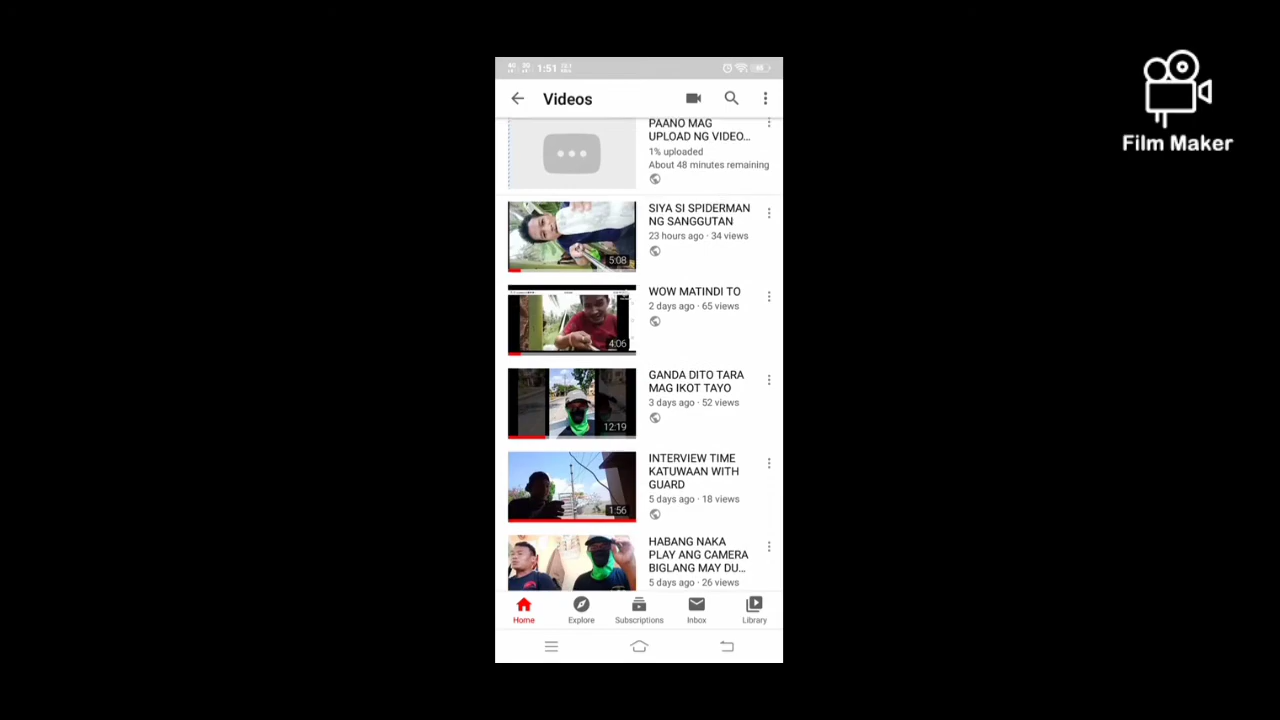 1:51
Videos
Film Maker
PAANO MAG
UPLOAD NG VIDEO...
1% uploaded
About 48 minutes remaining
SIYA SI SPIDERMAN
NG SANGGUTAN
23 hours ago · 34 views
5:08
WOW MATINDI TO
2 days ago · 65 views
4:06
GANDA DITO TARA
MAG IKOT TAYO
3 days ago · 52 views
12:19
INTERVIEW TIME
KATUWAAN WITH
GUARD
5 days ago · 18 views
1:56
HABANG NAKA
PLAY ANG CAMERA
BIGLANG MAY DU...
5 days ago · 26 views
Home
Explore
Subscriptions
Inbox
Library